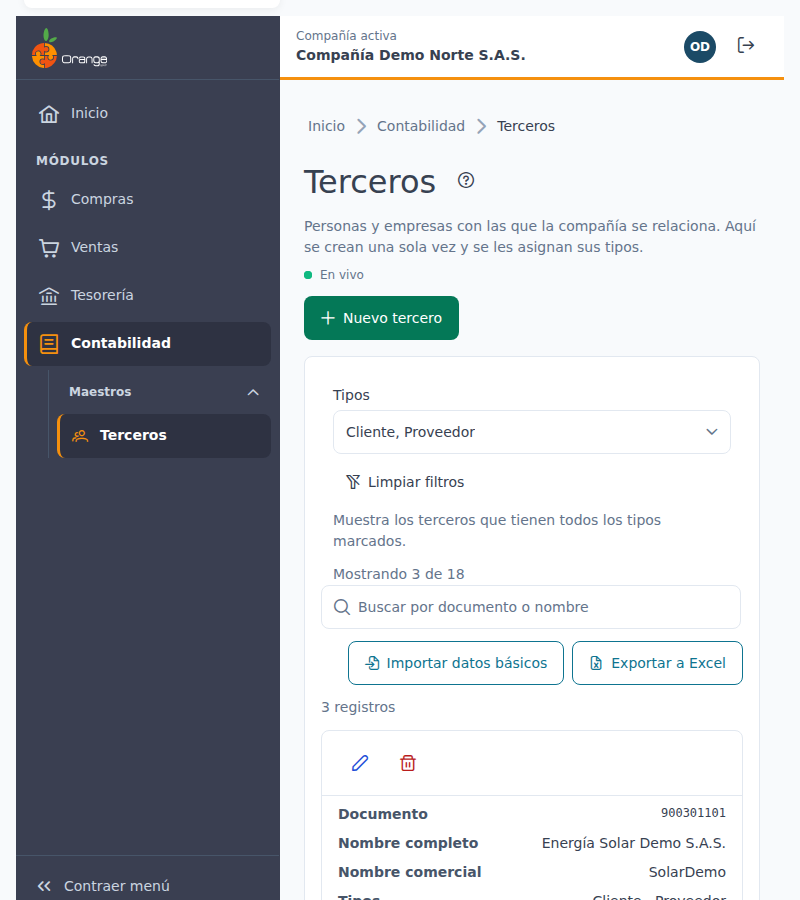 Orange
Inicio
MÓDULOS
Compras
Ventas
Tesorería
Contabilidad
Maestros
Terceros
Contraer menú
Compañía activa
Compañía Demo Norte S.A.S.
OD
Inicio
Contabilidad
Terceros
Terceros
Personas y empresas con las que la compañía se relaciona. Aquí
se crean una sola vez y se les asignan sus tipos.
En vivo
Nuevo tercero
Tipos
Cliente, Proveedor
Limpiar filtros
Muestra los terceros que tienen todos los tipos
marcados.
Mostrando 3 de 18
Buscar por documento o nombre
Importar datos básicos
Exportar a Excel
3 registros
Documento 900301101
Nombre completo Energía Solar Demo S.A.S.
Nombre comercial SolarDemo
Tipos Cliente, Proveedor